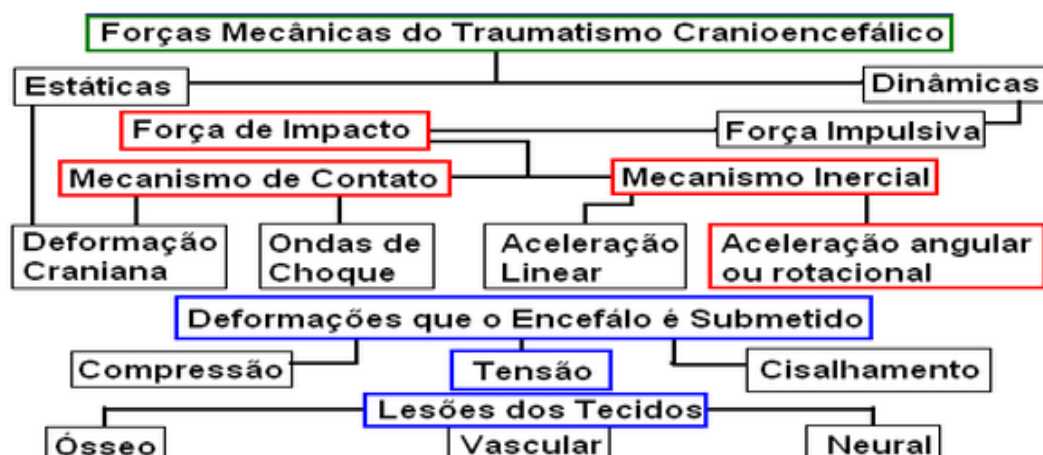 Forças Mecânicas do Traumatismo Cranioencefálico
Estáticas
Dinâmicas
Força de Impacto
Força Impulsiva
Mecanismo de Contato
Mecanismo Inercial
Deformação
Craniana
Ondas de
Choque
Aceleração
Linear
Aceleração angular
ou rotacional
Deformações que o Encefálo é Submetido
Compressão
Tensão
Cisalhamento
Lesões dos Tecidos
Ósseo
Vascular
Neural